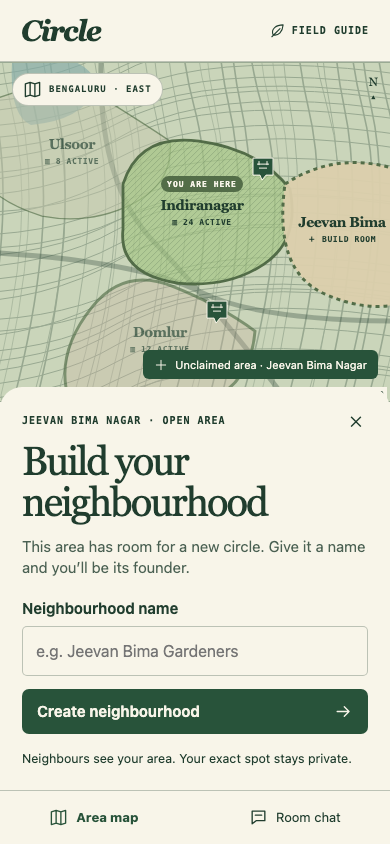 Circle
FIELD GUIDE
BENGALURU · EAST
N
Ulsoor
8 ACTIVE
YOU ARE HERE
Indiranagar
24 ACTIVE
Jeevan Bima
+ BUILD ROOM
Domlur
17 ACTIVE
+ Unclaimed area · Jeevan Bima Nagar
JEEVAN BIMA NAGAR · OPEN AREA
Build your
neighbourhood
This area has room for a new circle. Give it a name
and you’ll be its founder.
Neighbourhood name
e.g. Jeevan Bima Gardeners
Create neighbourhood →
Neighbours see your area. Your exact spot stays private.
Area map
Room chat